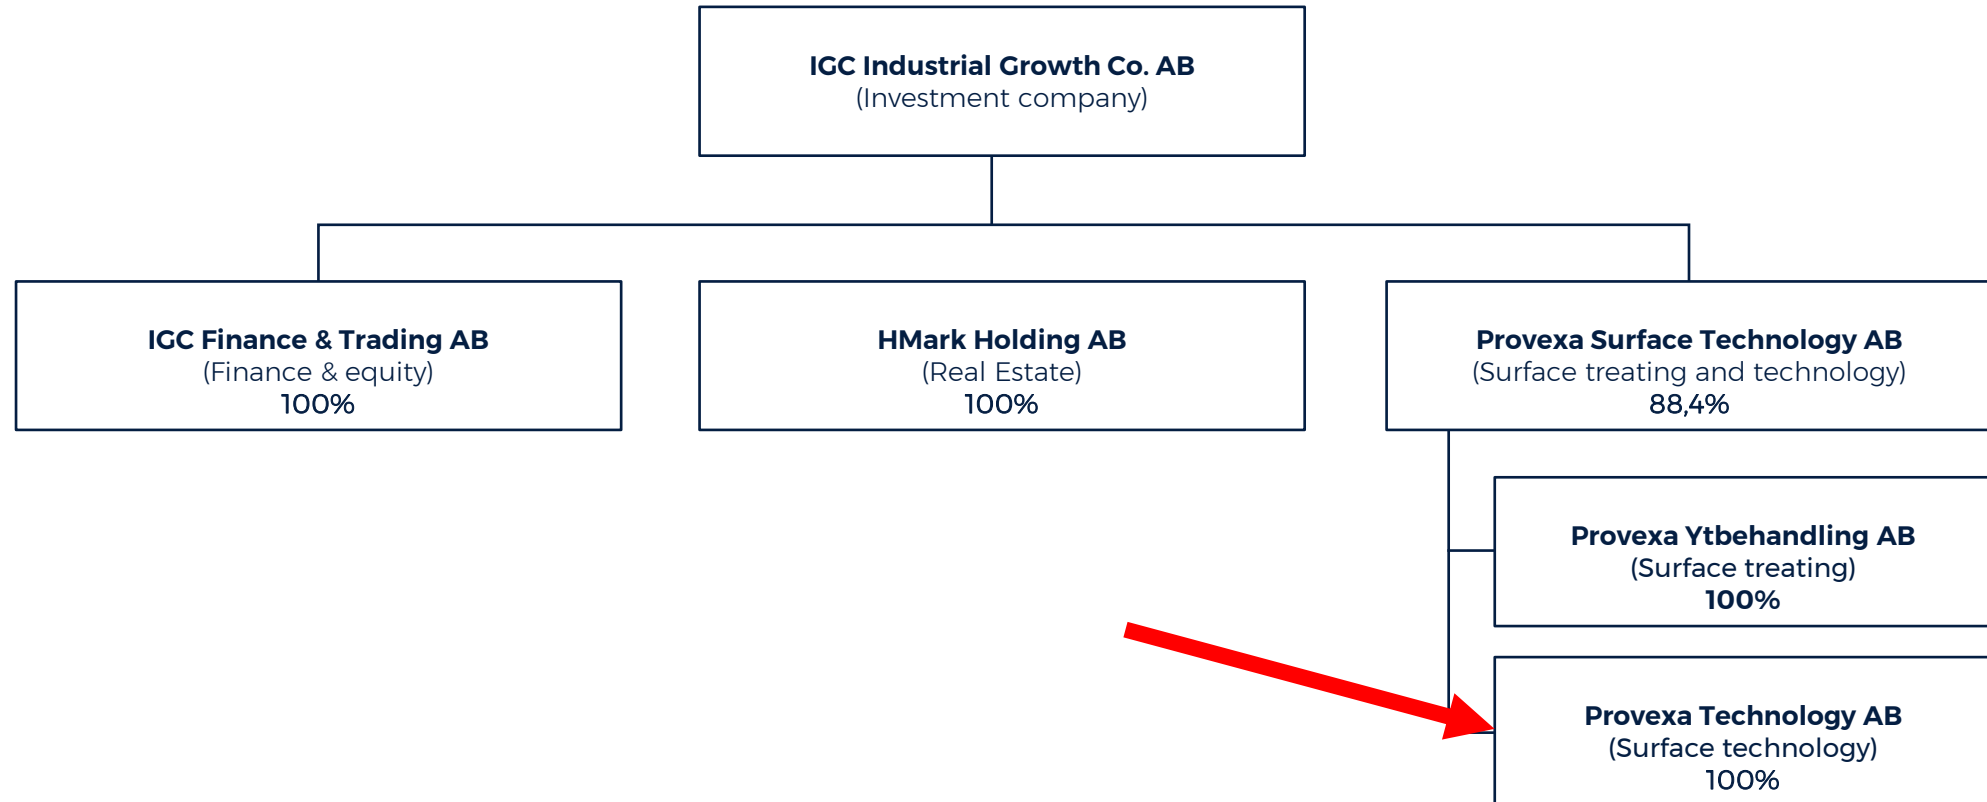 IGC Industrial Growth Co. AB
(Investment company)
IGC Finance & Trading AB
(Finance & equity)
100%
HMark Holding AB
(Real Estate)
100%
Provexa Surface Technology AB
(Surface treating and technology)
88,4%
Provexa Ytbehandling AB
(Surface treating)
100%
Provexa Technology AB
(Surface technology)
100%